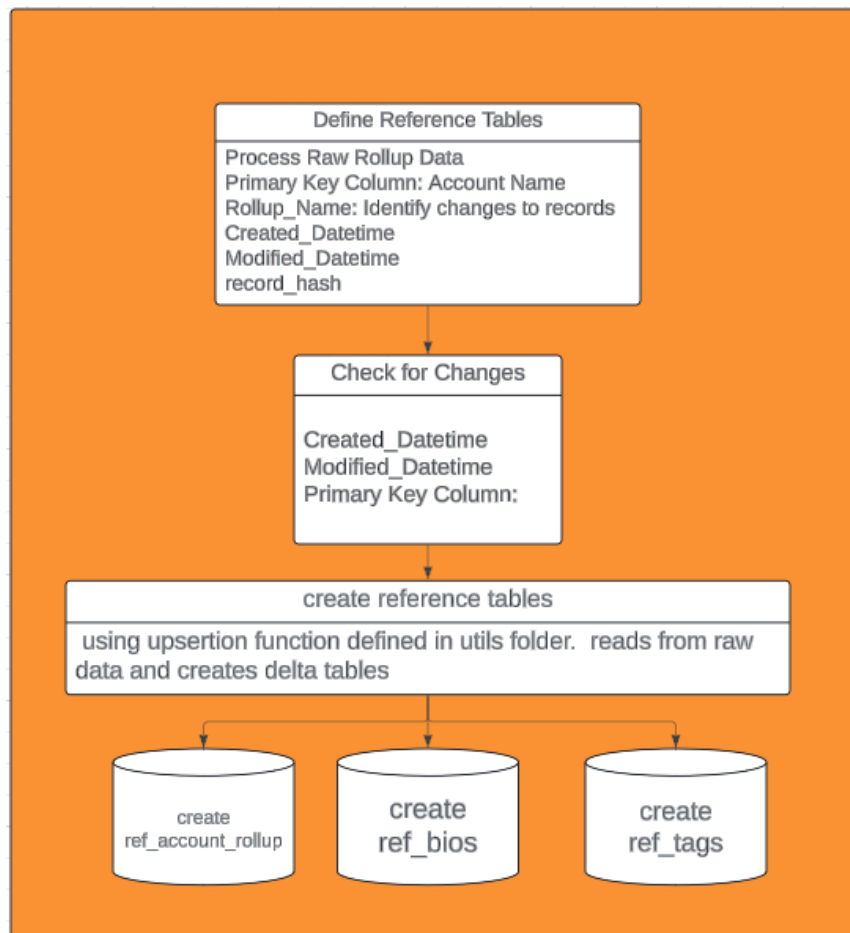 Define Reference Tables
Process Raw Rollup Data
Primary Key Column: Account Name
Rollup_Name: Identify changes to records
Created_Datetime
Modified_Datetime
record_hash
Check for Changes
Created_Datetime
Modified_Datetime
Primary Key Column:
create reference tables
using upsertion function defined in utils folder.  reads from raw
data and creates delta tables
create
ref_account_rollup
create
ref_bios
create
ref_tags